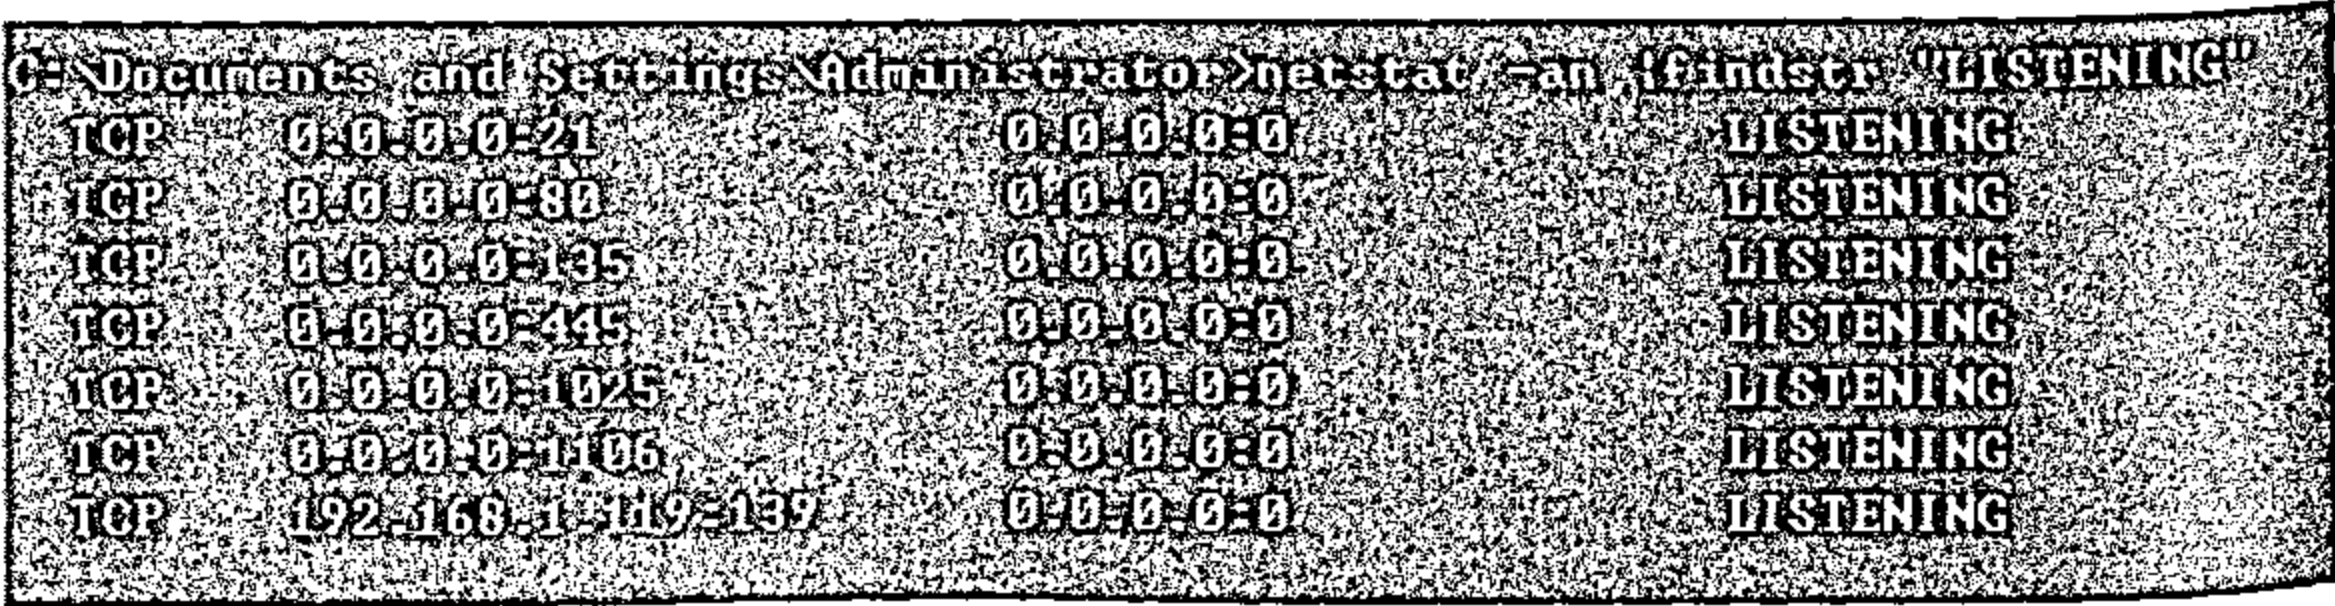 C:\Documents and Settings\Administrator>netstat -an |findstr "LISTENING"
TCP 0.0.0.0:21 0.0.0.0:0 LISTENING
TCP 0.0.0.0:80 0.0.0.0:0 LISTENING
TCP 0.0.0.0:135 0.0.0.0:0 LISTENING
TCP 0.0.0.0:445 0.0.0.0:0 LISTENING
TCP 0.0.0.0:1025 0.0.0.0:0 LISTENING
TCP 0.0.0.0:1106 0.0.0.0:0 LISTENING
TCP 192.168.1.119:139 0.0.0.0:0 LISTENING